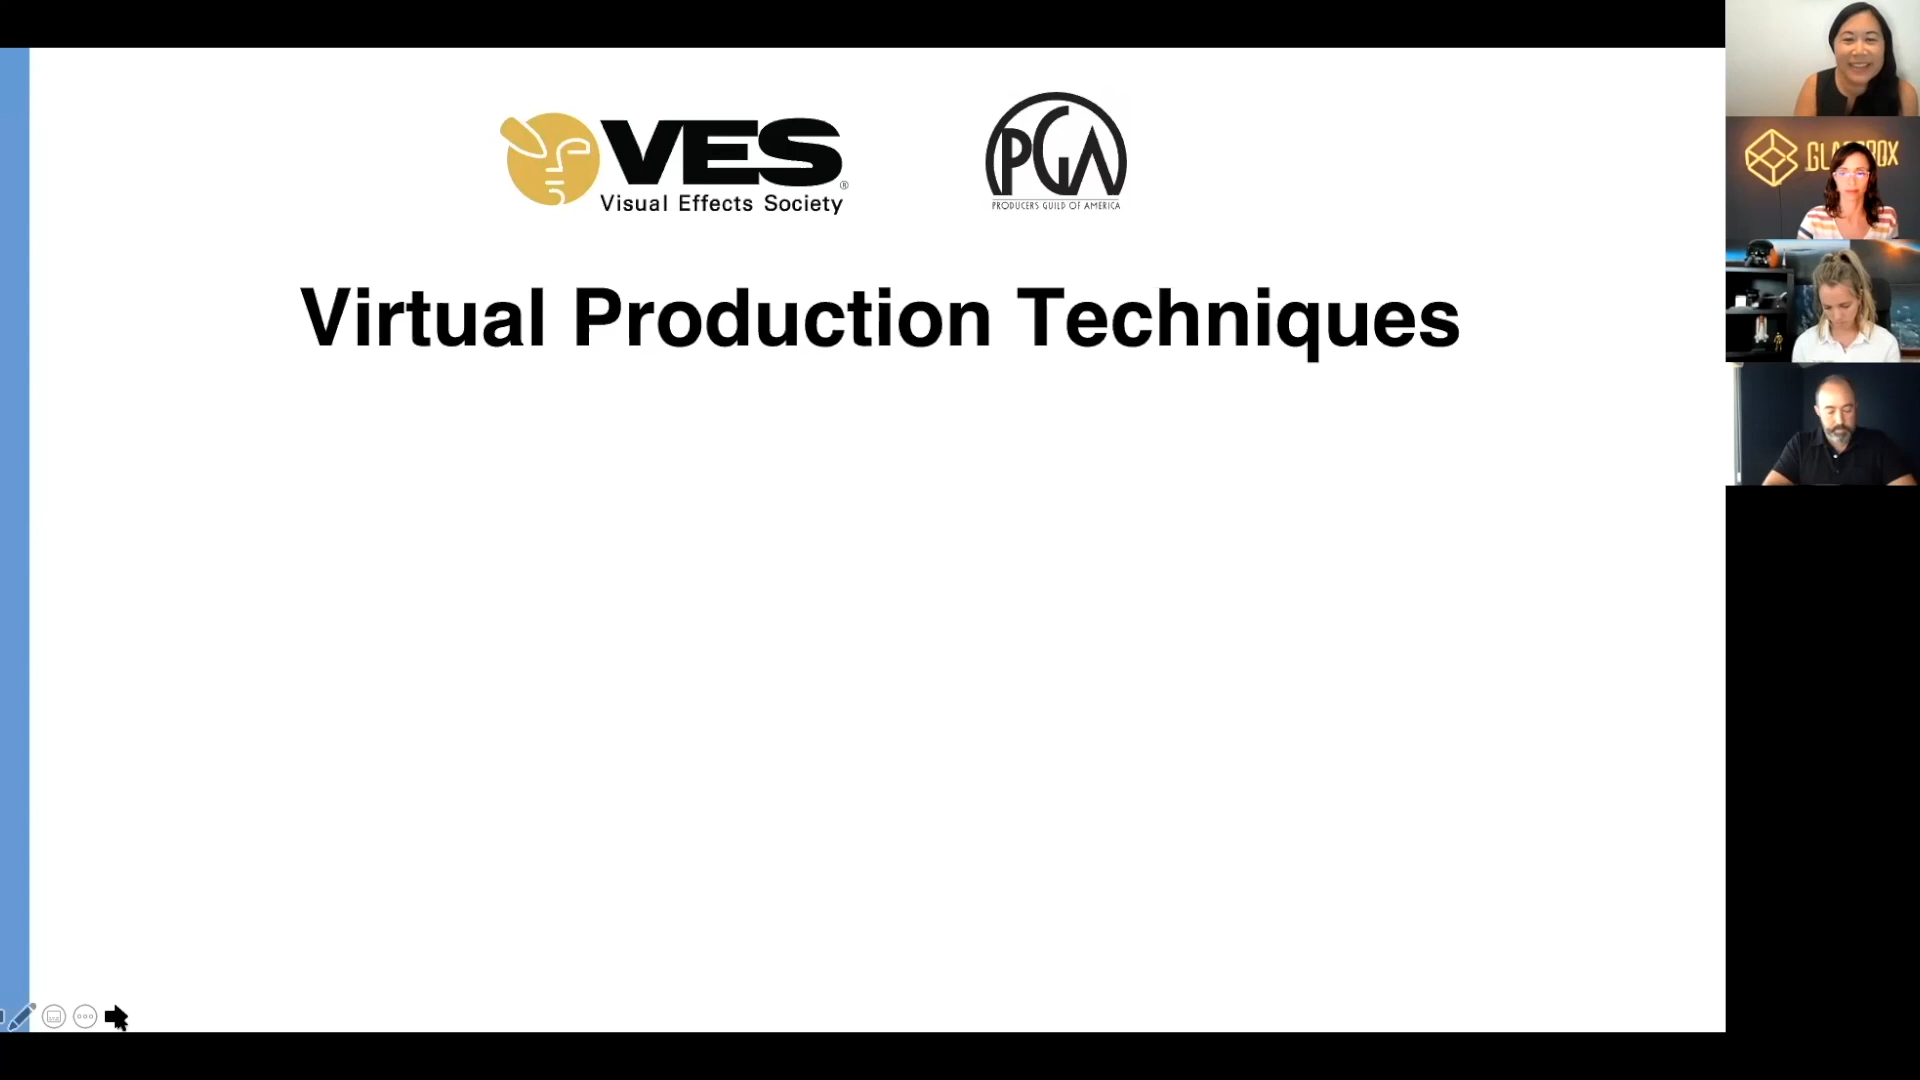 VES
Visual Effects Society
PGA
PRODUCERS GUILD OF AMERICA
Virtual Production Techniques